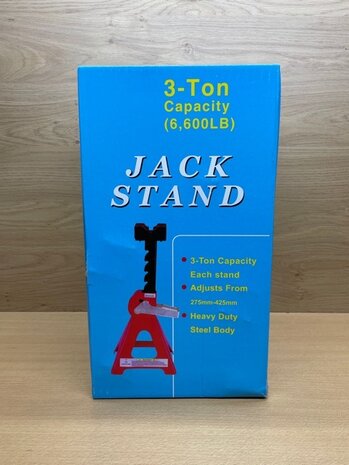 3-Ton
Capacity
(6,600LB)
JACK
STAND
3-Ton Capacity
Each stand
Adjusts From
275mm-425mm
Heavy Duty
Steel Body